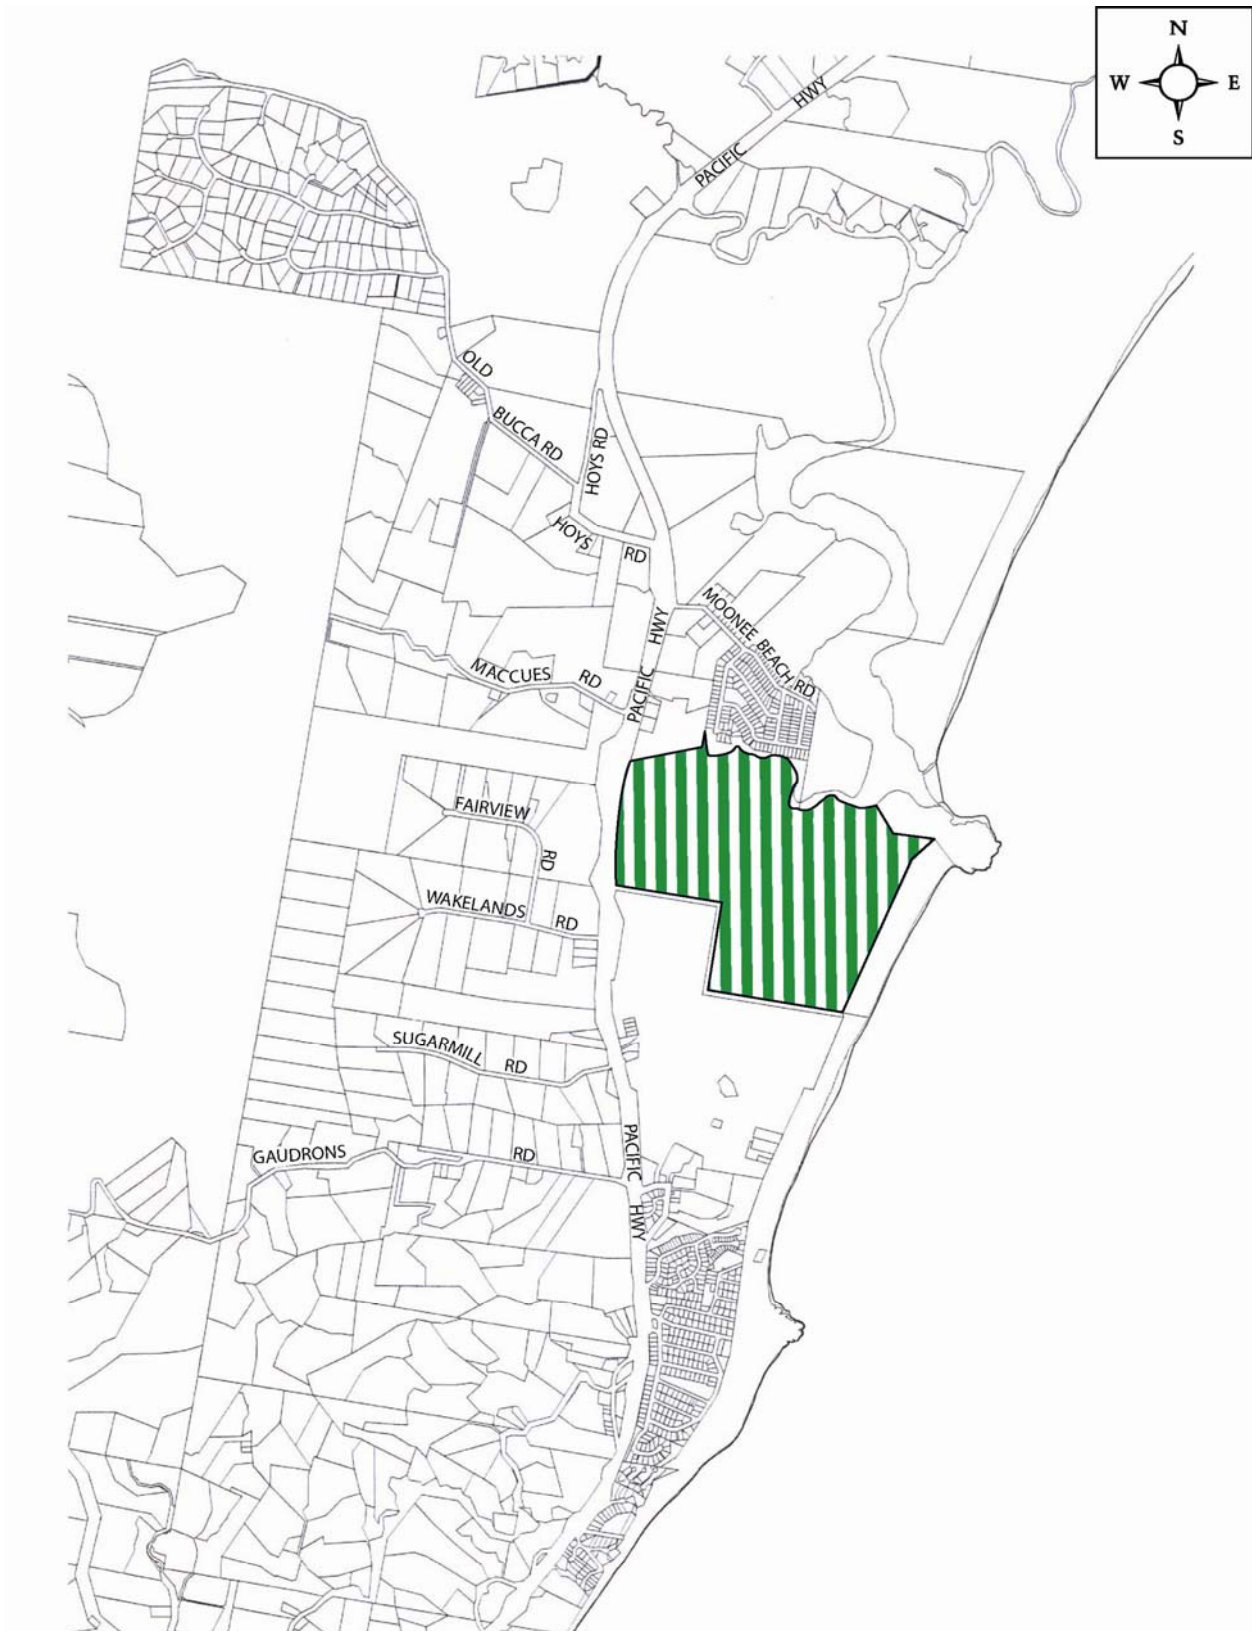 N
W E
S
PACIFIC HWY
OLD
BUCCA RD
HOYS RD
HOYS RD
MOONEE BEACH RD
PACIFIC HWY
MACCUES RD
FAIRVIEW RD
WAKELANDS RD
SUGARMILL RD
GAUDRONS RD
PACIFIC HWY